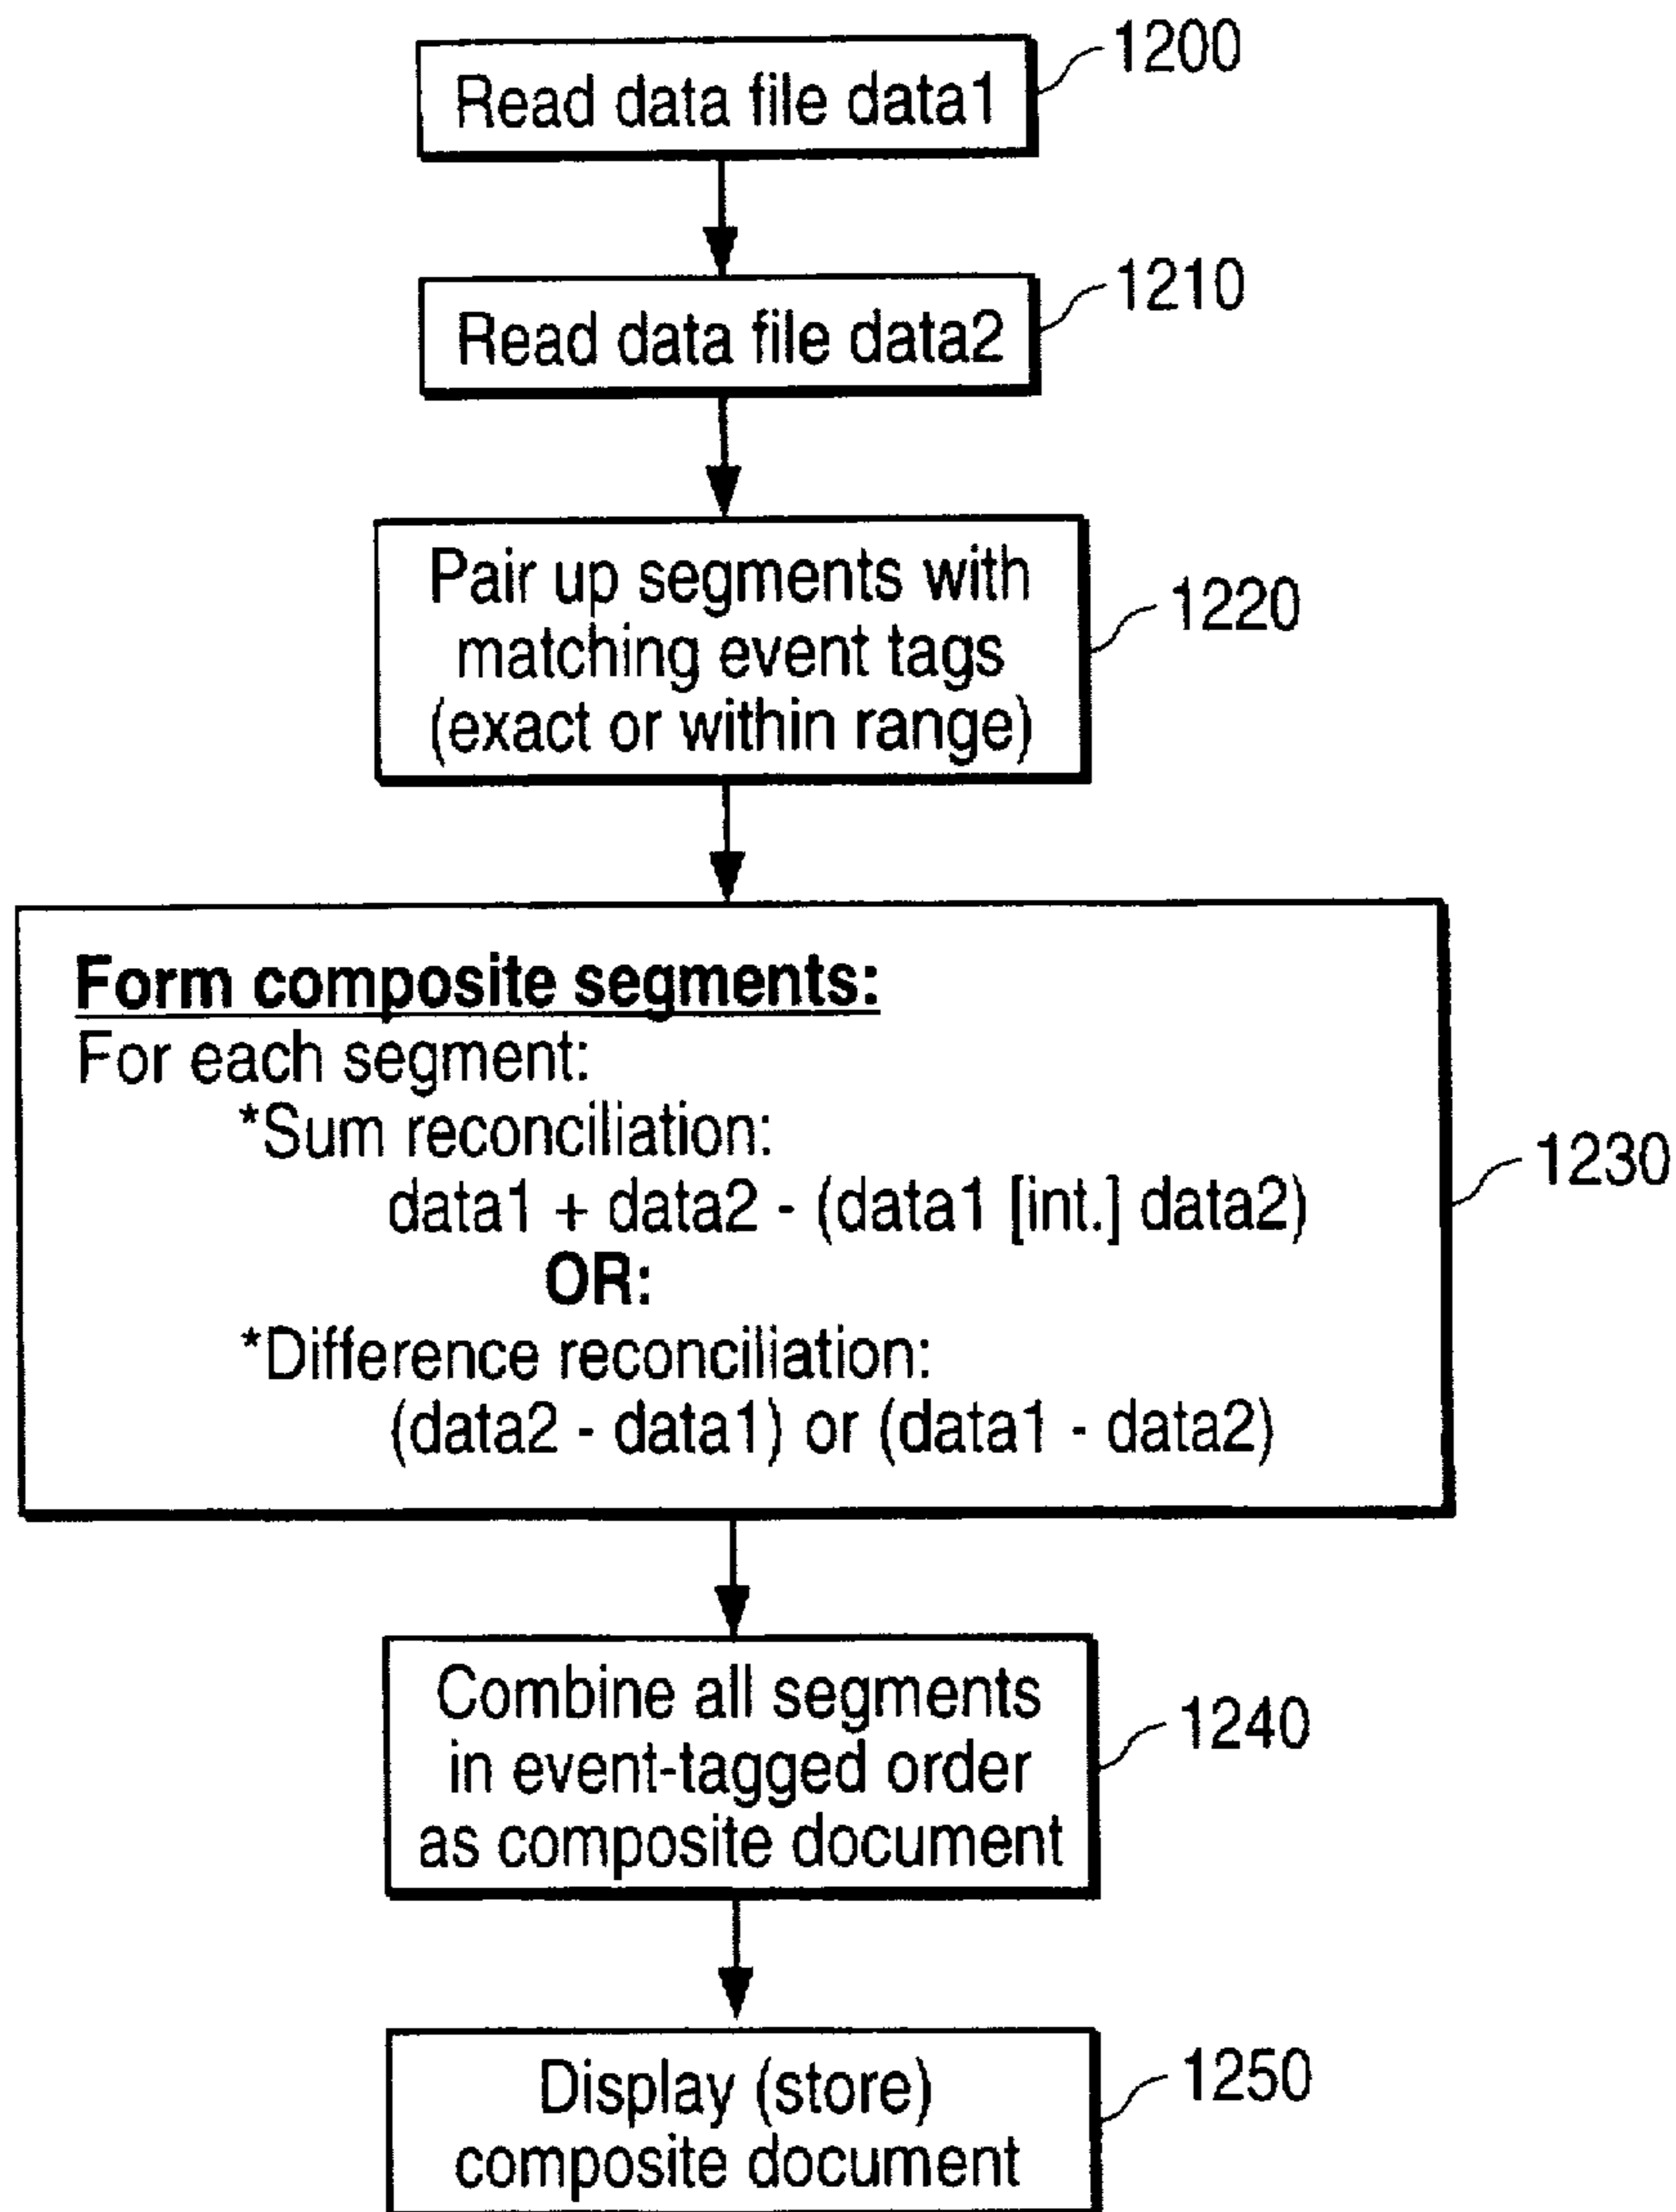 Read data file data1
1200
Read data file data2
1210
Pair up segments with
matching event tags
(exact or within range)
1220
Form composite segments:
For each segment:
*Sum reconciliation:
data1 + data2 - (data1 [int.] data2)
OR:
*Difference reconciliation:
(data2 - data1) or (data1 - data2)
1230
Combine all segments
in event-tagged order
as composite document
1240
Display (store)
composite document
1250